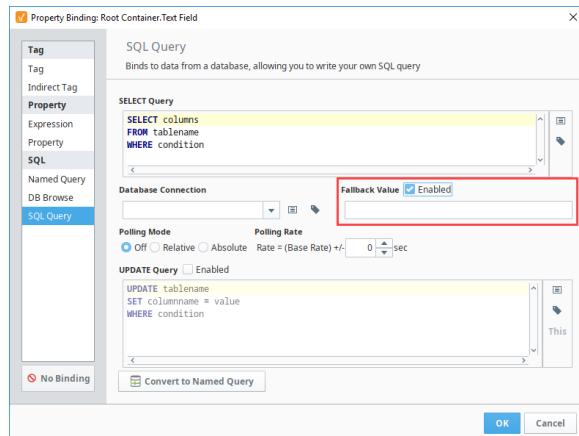 Property Binding: Root Container.Text Field
Tag
Tag
Indirect Tag
Property
Expression
Property
SQL
Named Query
DB Browse
SQL Query
No Binding
SQL Query
Binds to data from a database, allowing you to write your own SQL query
SELECT Query
SELECT columns
FROM tablename
WHERE condition
Database Connection
Fallback Value Enabled
Polling Mode Polling Rate
Off Relative Absolute Rate = (Base Rate) +/- 0 sec
UPDATE Query Enabled
UPDATE tablename
SET columnname = value
WHERE condition
This
Convert to Named Query
OK Cancel